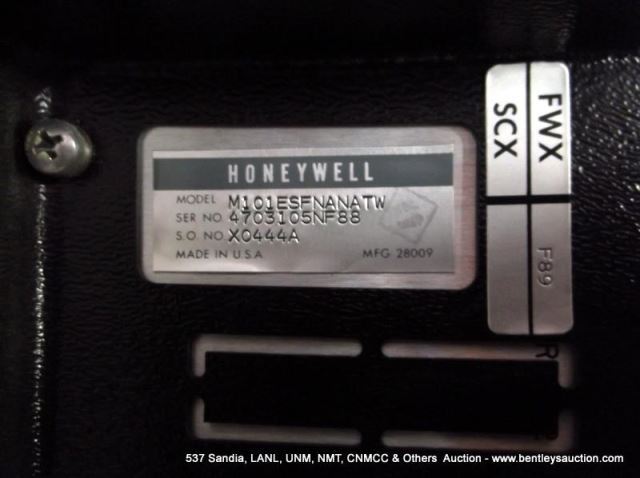 HONEYWELL
MODEL M101ESFNANATW
SER NO. 4703105NF88
S.O. NO. X0444A
MADE IN U.S.A MFG 28009
FWX
SCX
F89
R
537 Sandia, LANL, UNM, NMT, CNMCC & Others Auction - www.bentleysauction.com